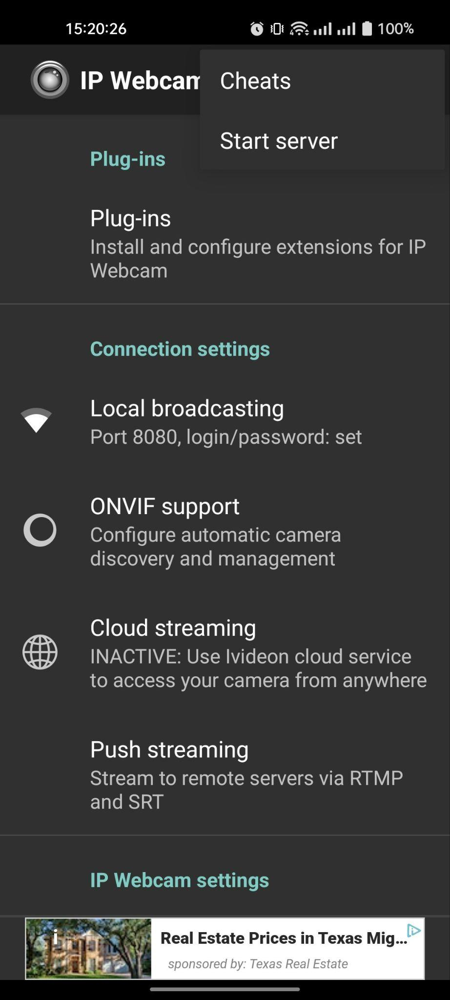 15:20:26
4
100%
IP Webcam
Cheats
Start server
Plug-ins
Plug-ins
Install and configure extensions for IP
Webcam
Connection settings
Local broadcasting
Port 8080, login/password: set
ONVIF support
Configure automatic camera
discovery and management
Cloud streaming
INACTIVE: Use Ivideon cloud service
to access your camera from anywhere
Push streaming
Stream to remote servers via RTMP
and SRT
IP Webcam settings
i
Real Estate Prices in Texas Mig...
sponsored by: Texas Real Estate